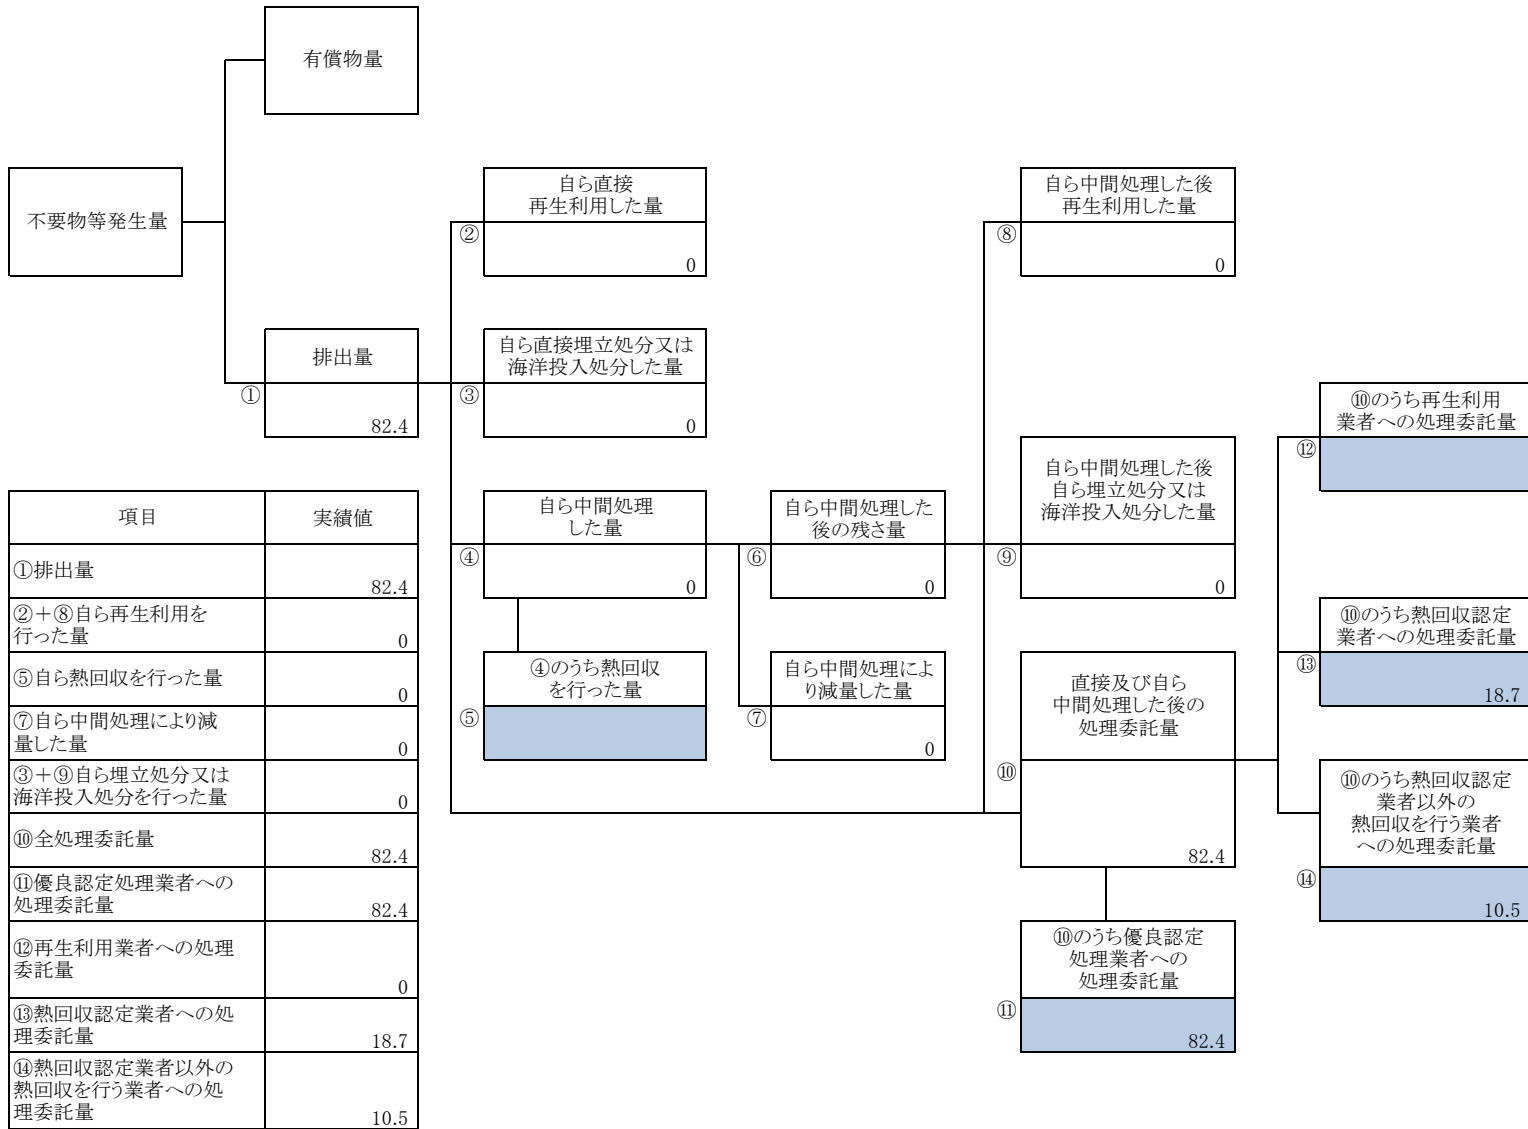 有償物量
不要物等発生量
自ら直接
再生利用した量
②
0
自ら中間処理した後
再生利用した量
⑧
0
排出量
①
82.4
自ら直接埋立処分又は
海洋投入処分した量
③
0
⑩のうち再生利用
業者への処理委託量
⑫
自ら中間処理
した量
④
0
自ら中間処理した
後の残さ量
⑥
0
自ら中間処理した後
自ら埋立処分又は
海洋投入処分した量
⑨
0
⑩のうち熱回収認定
業者への処理委託量
⑬
18.7
④のうち熱回収
を行った量
⑤
自ら中間処理によ
り減量した量
⑦
0
直接及び自ら
中間処理した後の
処理委託量
⑩
82.4
⑩のうち熱回収認定
業者以外の
熱回収を行う業者
への処理委託量
⑭
10.5
⑩のうち優良認定
処理業者への
処理委託量
⑪
82.4
項目 実績値
①排出量
82.4
②+⑧自ら再生利用を
行った量
0
⑤自ら熱回収を行った量
0
⑦自ら中間処理により減
量した量
0
③+⑨自ら埋立処分又は
海洋投入処分を行った量
0
⑩全処理委託量
82.4
⑪優良認定処理業者への
処理委託量
82.4
⑫再生利用業者への処理
委託量
0
⑬熱回収認定業者への処
理委託量
18.7
⑭熱回収認定業者以外の
熱回収を行う業者への処
理委託量
10.5